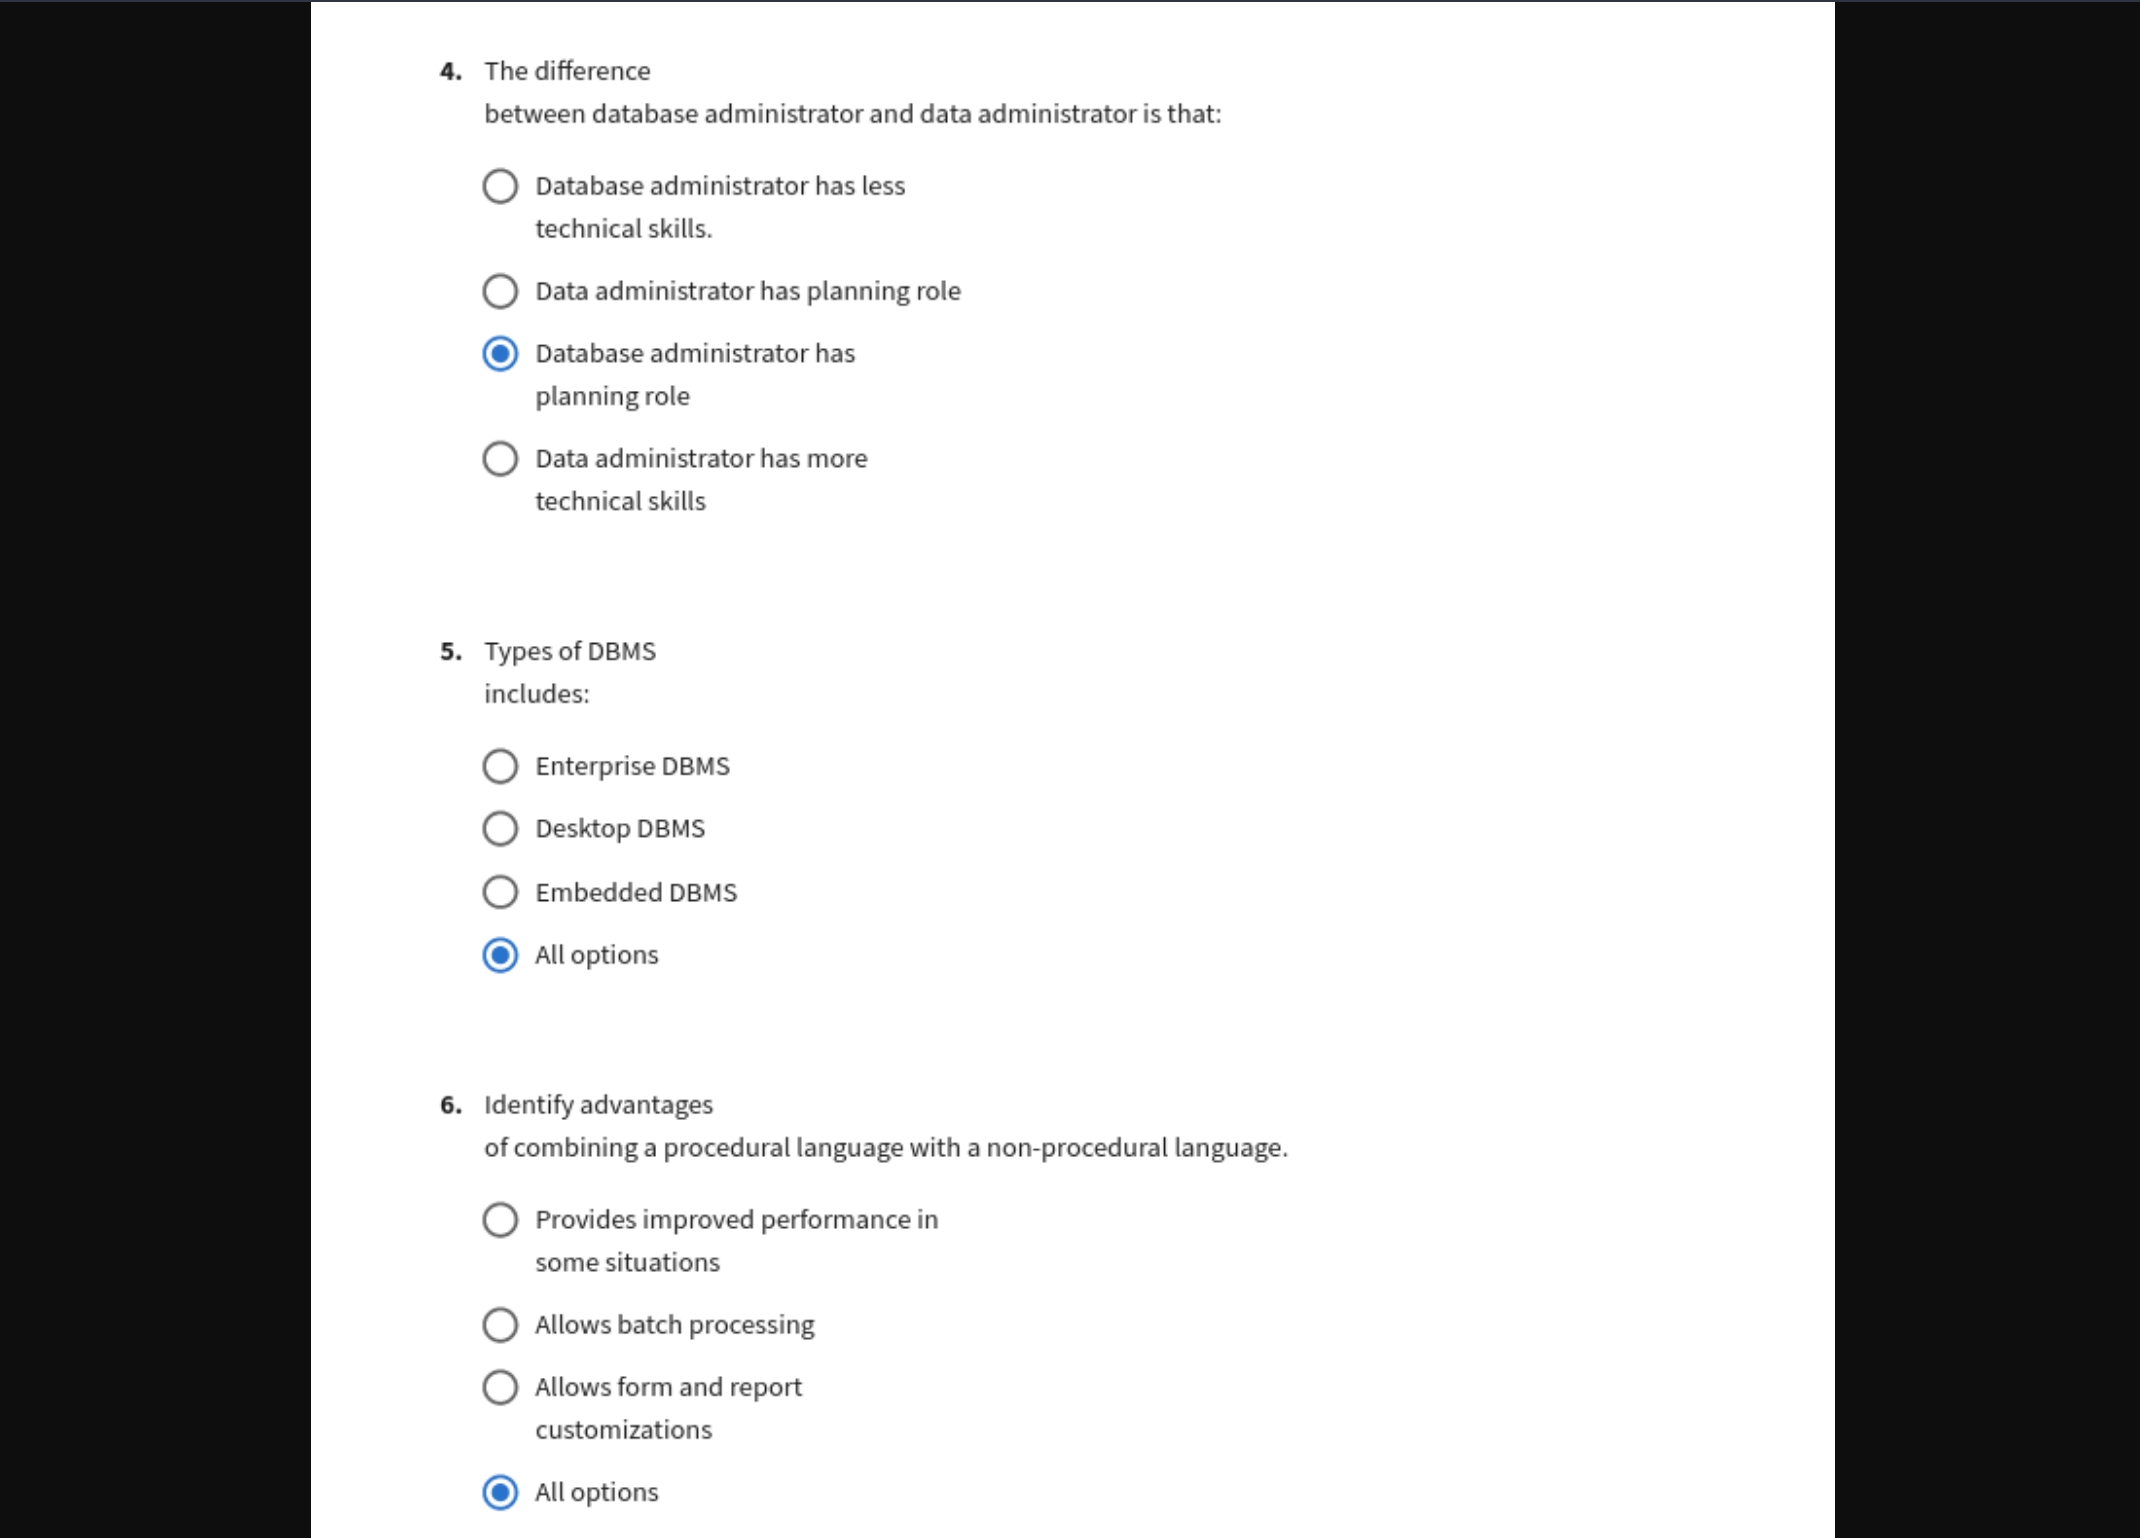 4. The difference
between database administrator and data administrator is that:
Database administrator has less
technical skills.
Data administrator has planning role
Database administrator has
planning role
Data administrator has more
technical skills
5. Types of DBMS
includes:
Enterprise DBMS
Desktop DBMS
Embedded DBMS
All options
6. Identify advantages
of combining a procedural language with a non-procedural language.
Provides improved performance in
some situations
Allows batch processing
Allows form and report
customizations
All options